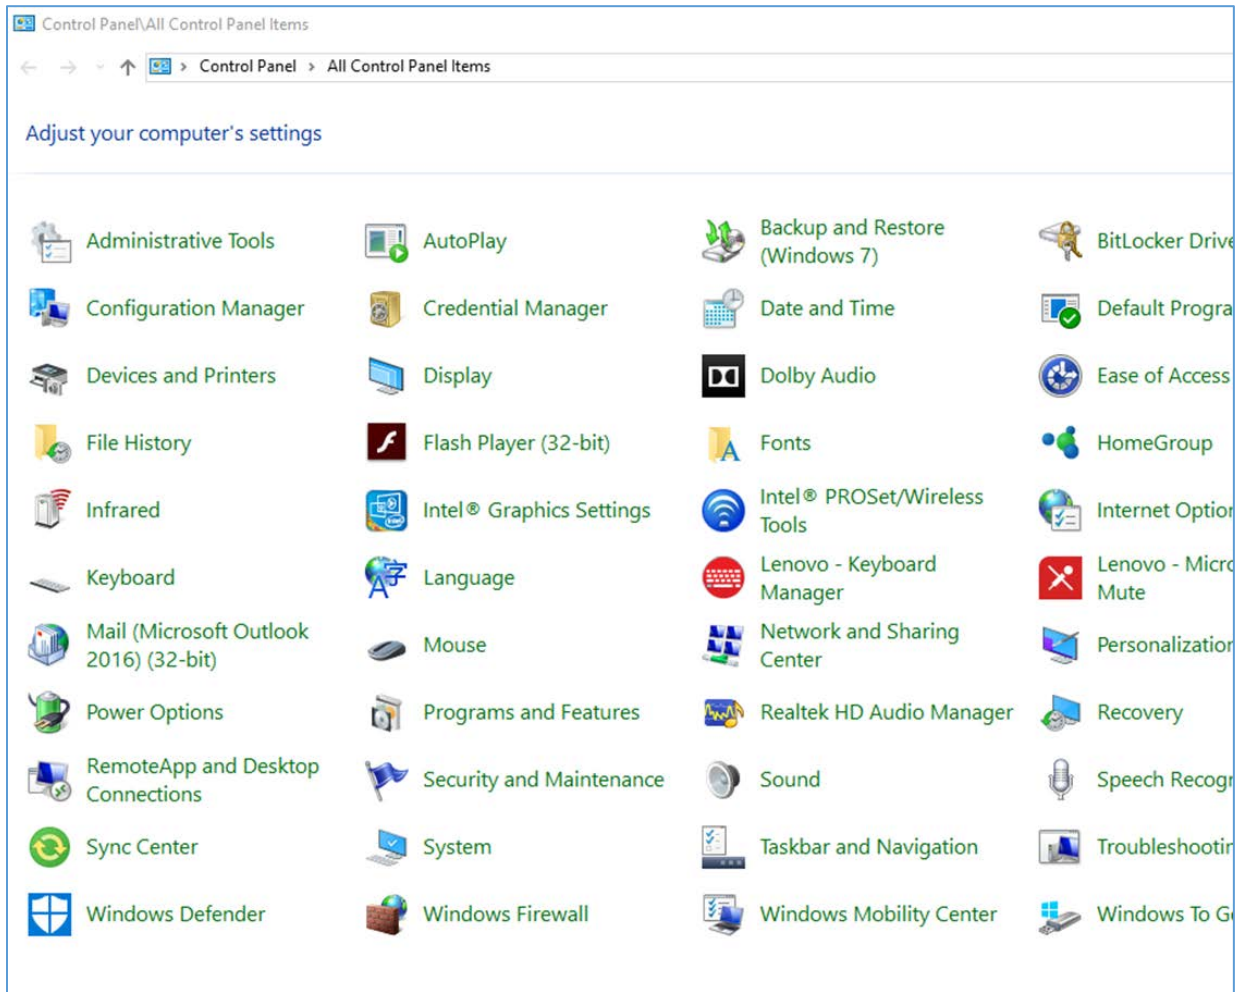 Control Panel\All Control Panel Items
Control Panel > All Control Panel Items
Adjust your computer's settings
Administrative Tools
AutoPlay
Backup and Restore
(Windows 7)
BitLocker Drive
Configuration Manager
Credential Manager
Date and Time
Default Progra
Devices and Printers
Display
Dolby Audio
Ease of Access
File History
Flash Player (32-bit)
Fonts
HomeGroup
Infrared
Intel® Graphics Settings
Intel® PROSet/Wireless
Tools
Internet Option
Keyboard
Language
Lenovo - Keyboard
Manager
Lenovo - Micro
Mute
Mail (Microsoft Outlook
2016) (32-bit)
Mouse
Network and Sharing
Center
Personalization
Power Options
Programs and Features
Realtek HD Audio Manager
Recovery
RemoteApp and Desktop
Connections
Security and Maintenance
Sound
Speech Recogn
Sync Center
System
Taskbar and Navigation
Troubleshootin
Windows Defender
Windows Firewall
Windows Mobility Center
Windows To G